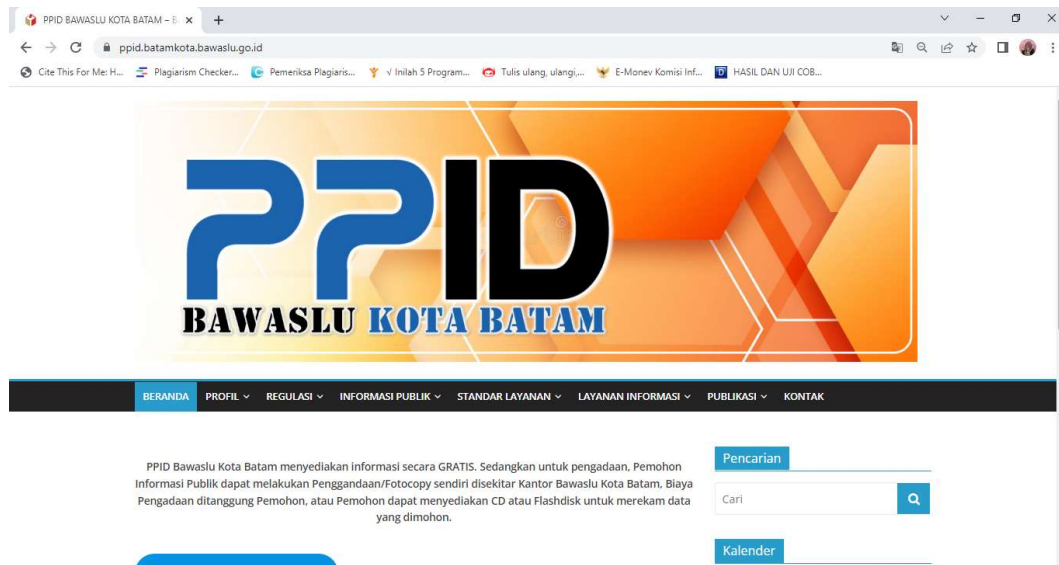 PPID BAWASLU KOTA BATAM – B
ppid.batamkota.bawaslu.go.id
Cite This For Me: H... Plagiarism Checker... Pemeriksa Plagiaris... √ Inilah 5 Program... Tulis ulang, ulangi,... E-Monev Komisi Inf... HASIL DAN UJI COB...
PPID
BAWASLU KOTA BATAM
BERANDA PROFIL REGULASI INFORMASI PUBLIK STANDAR LAYANAN LAYANAN INFORMASI PUBLIKASI KONTAK
PPID Bawaslu Kota Batam menyediakan informasi secara GRATIS. Sedangkan untuk pengadaan, Pemohon
Informasi Publik dapat melakukan Penggandaan/Fotocopy sendiri disekitar Kantor Bawaslu Kota Batam, Biaya
Pengadaan ditanggung Pemohon, atau Pemohon dapat menyediakan CD atau Flashdisk untuk merekam data
yang dimohon.
Pencarian
Cari
Kalender